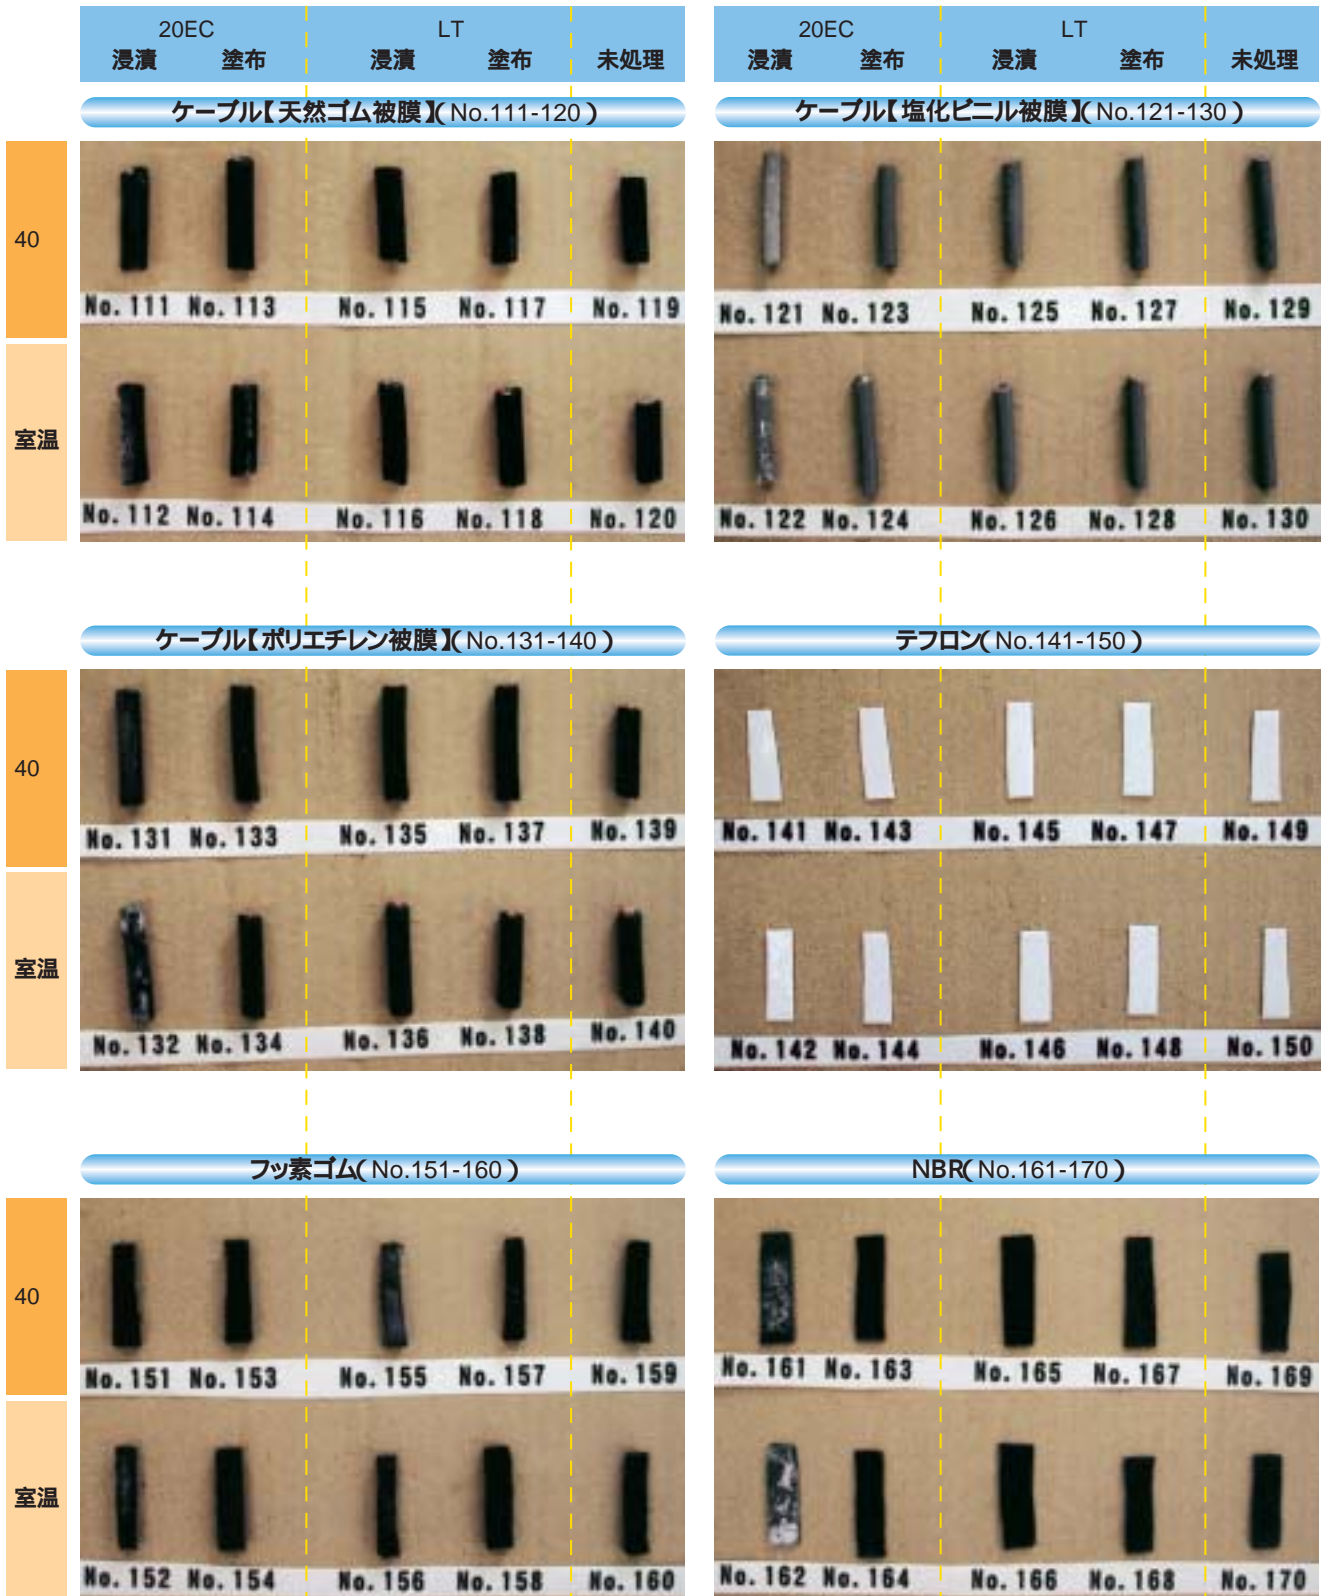 20EC LT 20EC LT
浸漬 塗布 浸漬 塗布 未処理 浸漬 塗布 浸漬 塗布 未処理
ケーブル【天然ゴム被膜】(No.111-120) ケーブル【塩化ビニル被膜】(No.121-130)
40
No.111 No.113 No.115 No.117 No.119 No.121 No.123 No.125 No.127 No.129
室温
No.112 No.114 No.116 No.118 No.120 No.122 No.124 No.126 No.128 No.130
ケーブル【ポリエチレン被膜】(No.131-140) テフロン(No.141-150)
40
No.131 No.133 No.135 No.137 No.139 No.141 No.143 No.145 No.147 No.149
室温
No.132 No.134 No.136 No.138 No.140 No.142 No.144 No.146 No.148 No.150
フッ素ゴム(No.151-160) NBR(No.161-170)
40
No.151 No.153 No.155 No.157 No.159 No.161 No.163 No.165 No.167 No.169
室温
No.152 No.154 No.156 No.158 No.160 No.162 No.164 No.166 No.168 No.170